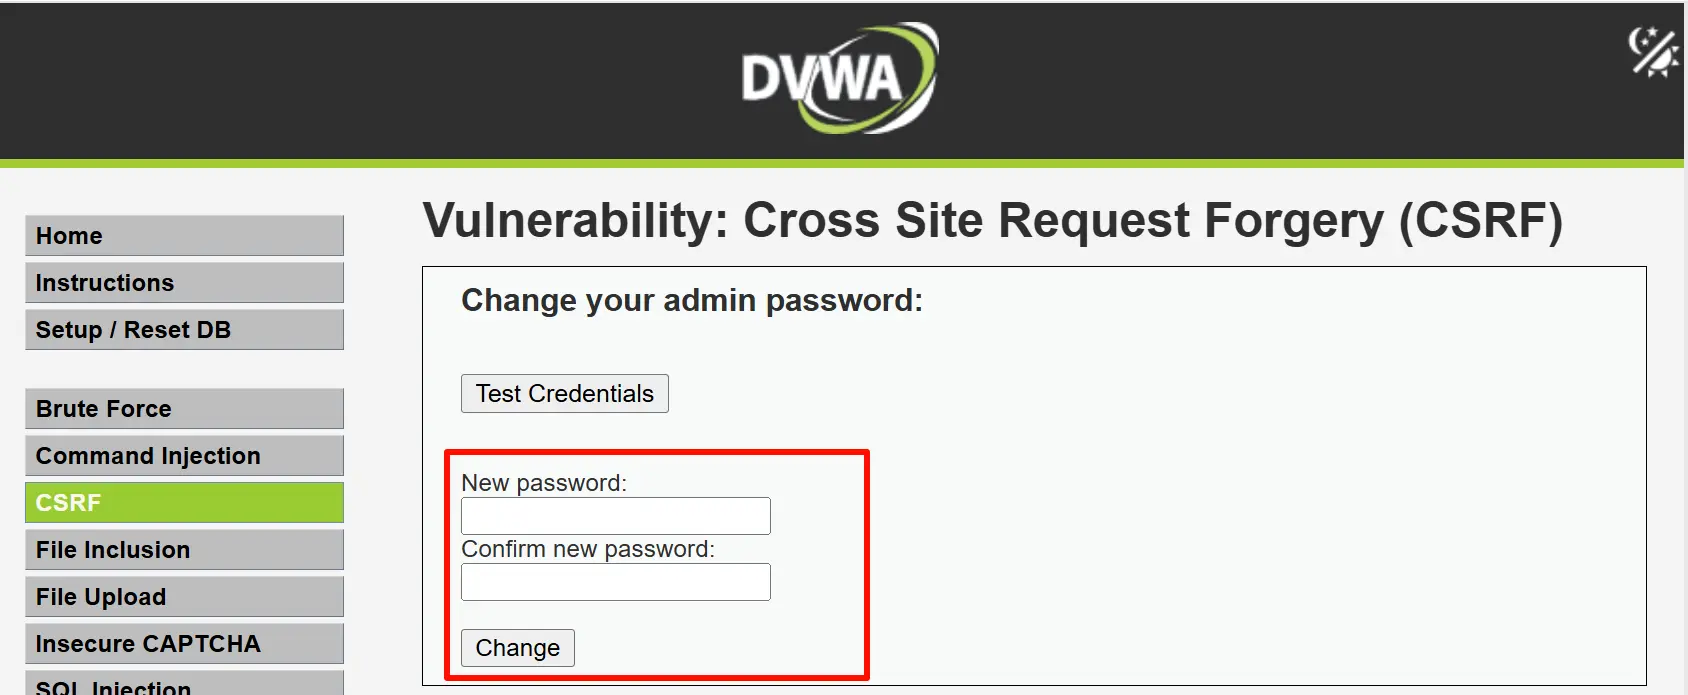 DVWA
Vulnerability: Cross Site Request Forgery (CSRF)
Home
Instructions
Setup / Reset DB
Brute Force
Command Injection
CSRF
File Inclusion
File Upload
Insecure CAPTCHA
SQL Injection
Change your admin password:
Test Credentials
New password:
Confirm new password:
Change